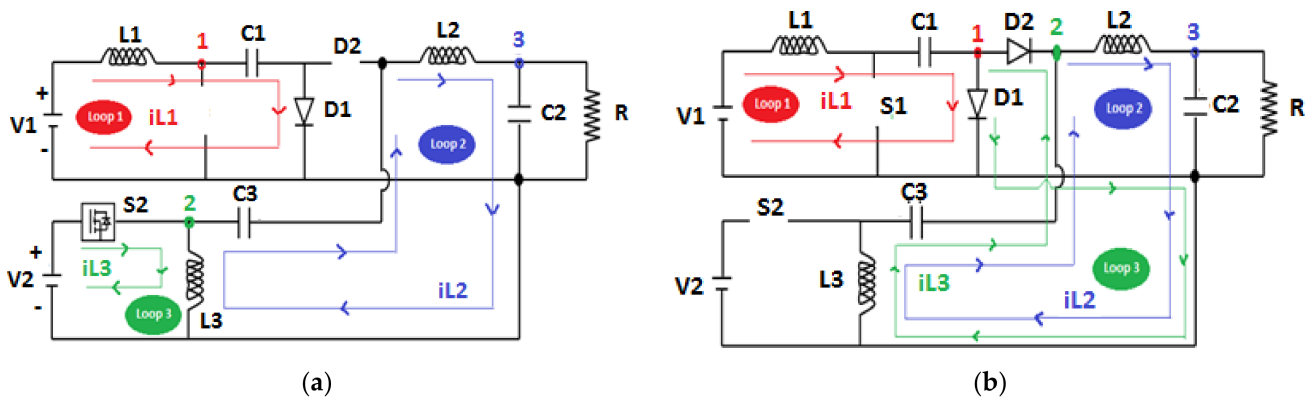 L1 1 C1 D2 L2 3
+ V1 - Loop 1 iL1 D1 Loop 2 C2 R
S2 2 C3
+ V2 - iL3 Loop 3 L3 iL2
(a)
L1 C1 1 D2 2 L2 3
V1 Loop 1 iL1 S1 D1 Loop 2 C2 R
S2 C3
V2 L3 iL3 iL2 Loop 3
(b)